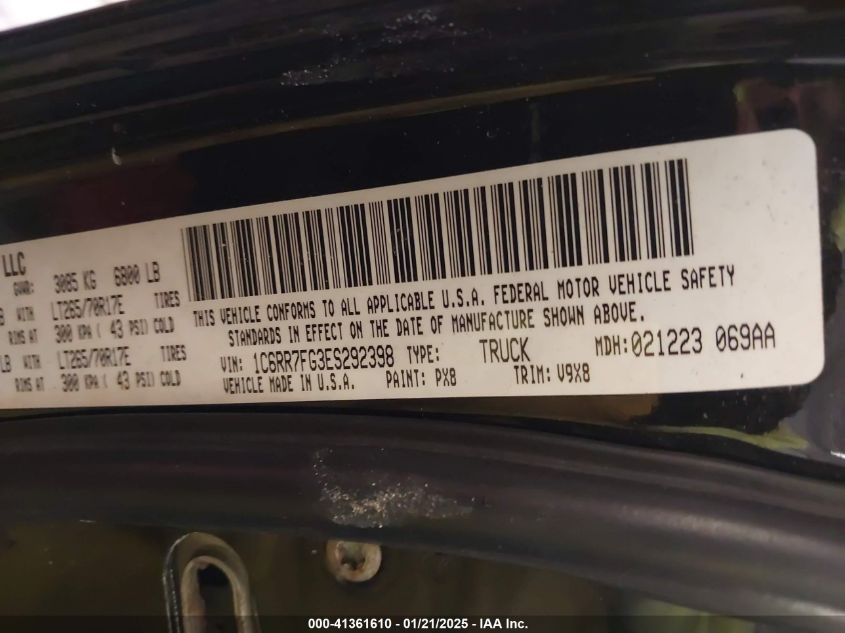 LLC
GVWR: 3085 KG 6800 LB
B WITH LT265/70R17E TIRES
RIMS AT 300 KPA ( 43 PSI) COLD
LB WITH LT265/70R17E TIRES
RIMS AT 300 KPA ( 43 PSI) COLD
THIS VEHICLE CONFORMS TO ALL APPLICABLE U.S.A. FEDERAL MOTOR VEHICLE SAFETY
STANDARDS IN EFFECT ON THE DATE OF MANUFACTURE SHOWN ABOVE.
VIN: 1C6RR7FG3ES292398 TYPE: TRUCK MDH:021223 069AA
VEHICLE MADE IN U.S.A. PAINT: PX8 TRIM: V9X8
000-41361610 / 01/21/2025 - IAA Inc.